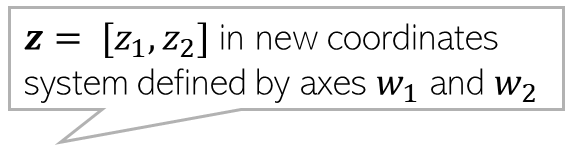 z = [z₁, z₂] in new coordinates
system defined by axes w₁ and w₂